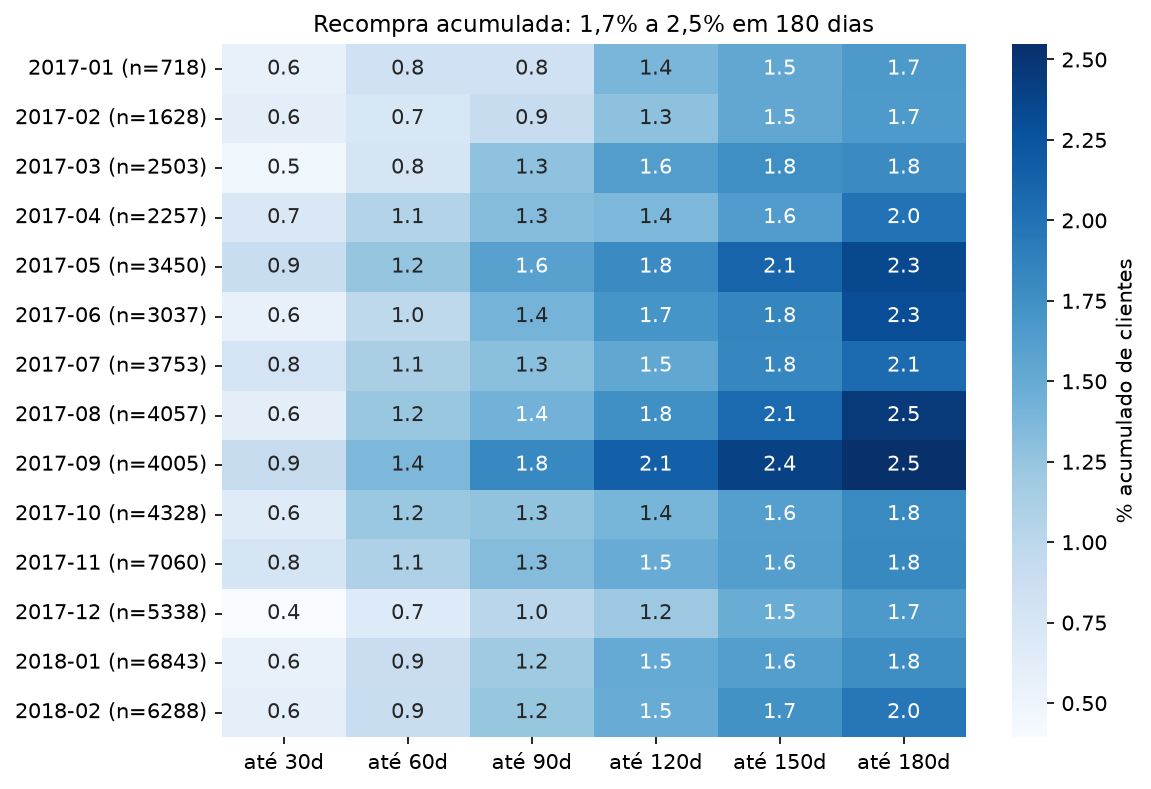 Recompra acumulada: 1,7% a 2,5% em 180 dias
2017-01 (n=718) 0.6 0.8 0.8 1.4 1.5 1.7
2017-02 (n=1628) 0.6 0.7 0.9 1.3 1.5 1.7
2017-03 (n=2503) 0.5 0.8 1.3 1.6 1.8 1.8
2017-04 (n=2257) 0.7 1.1 1.3 1.4 1.6 2.0
2017-05 (n=3450) 0.9 1.2 1.6 1.8 2.1 2.3
2017-06 (n=3037) 0.6 1.0 1.4 1.7 1.8 2.3
2017-07 (n=3753) 0.8 1.1 1.3 1.5 1.8 2.1
2017-08 (n=4057) 0.6 1.2 1.4 1.8 2.1 2.5
2017-09 (n=4005) 0.9 1.4 1.8 2.1 2.4 2.5
2017-10 (n=4328) 0.6 1.2 1.3 1.4 1.6 1.8
2017-11 (n=7060) 0.8 1.1 1.3 1.5 1.6 1.8
2017-12 (n=5338) 0.4 0.7 1.0 1.2 1.5 1.7
2018-01 (n=6843) 0.6 0.9 1.2 1.5 1.6 1.8
2018-02 (n=6288) 0.6 0.9 1.2 1.5 1.7 2.0
até 30d até 60d até 90d até 120d até 150d até 180d
2.50
2.25
2.00
1.75
1.50
1.25
1.00
0.75
0.50
% acumulado de clientes